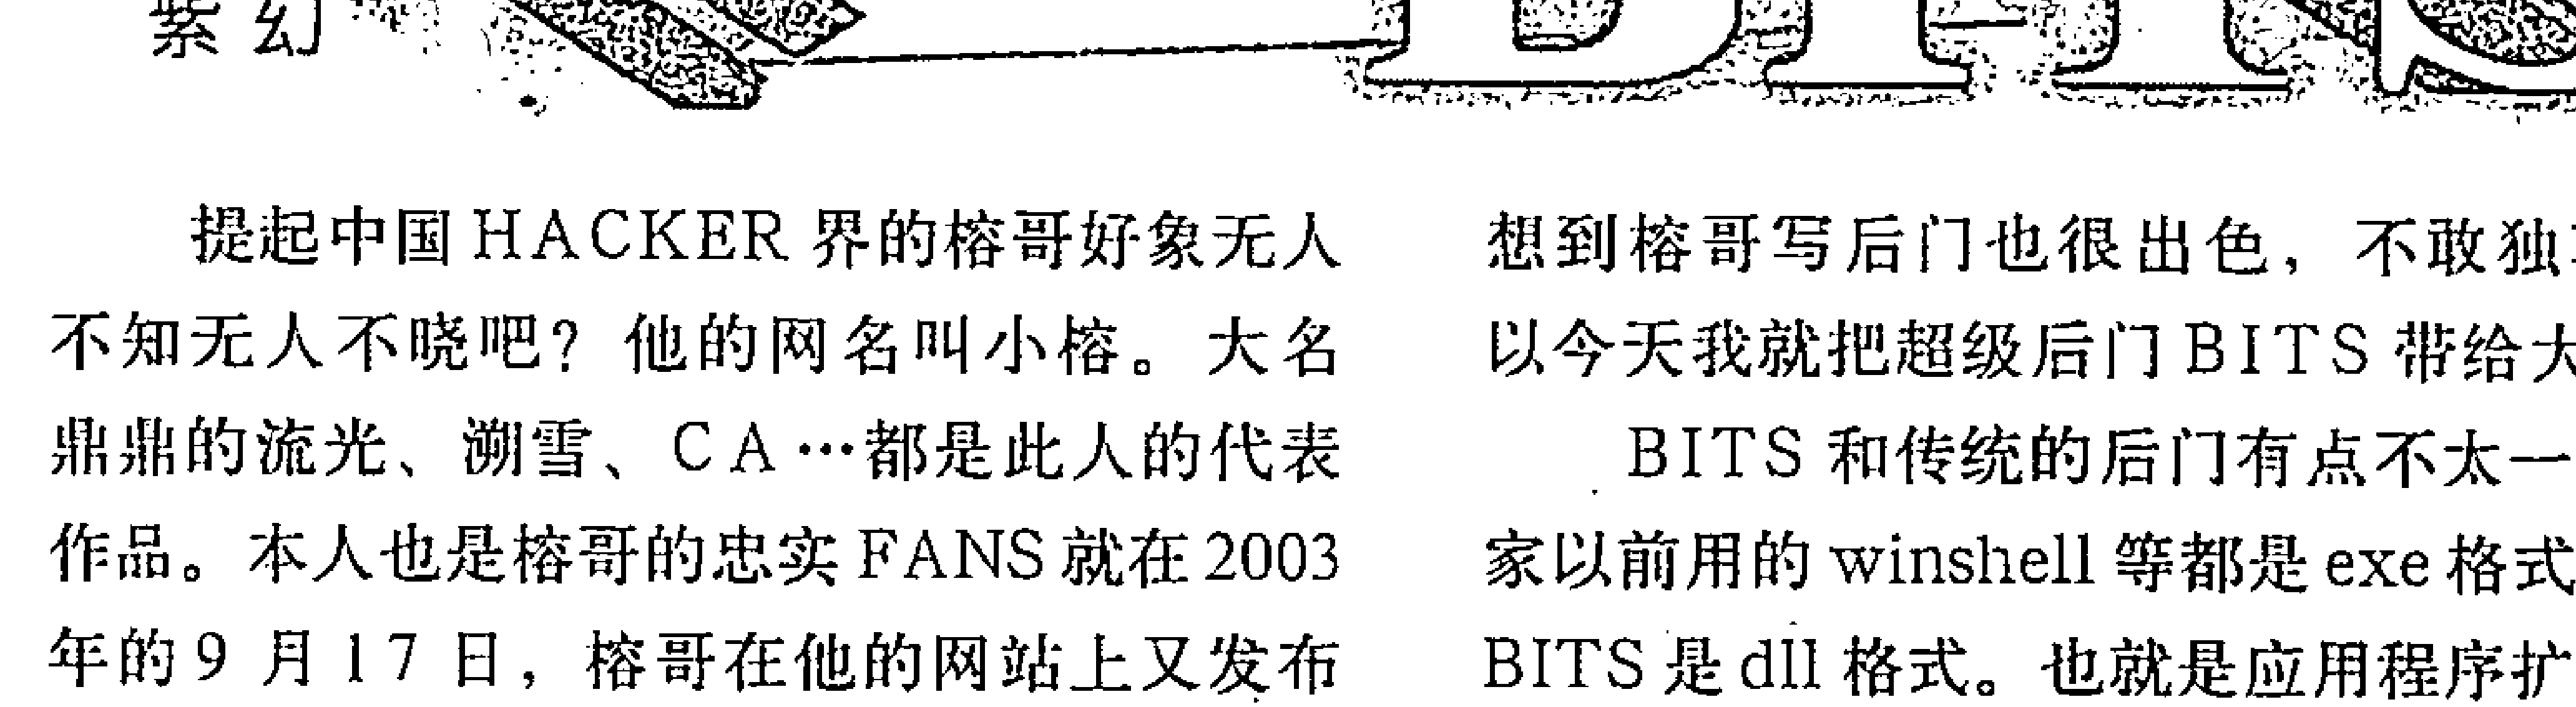 紫幻
BITS
提起中国HACKER界的榕哥好象无人
不知无人不晓吧？他的网名叫小榕。大名
鼎鼎的流光、溯雪、CA…都是此人的代表
作品。本人也是榕哥的忠实FANS就在2003
年的9月17日，榕哥在他的网站上又发布
想到榕哥写后门也很出色，不敢独
以今天我就把超级后门BITS带给大
BITS和传统的后门有点不太一
家以前用的winshell等都是exe格式
BITS是dll格式。也就是应用程序扩